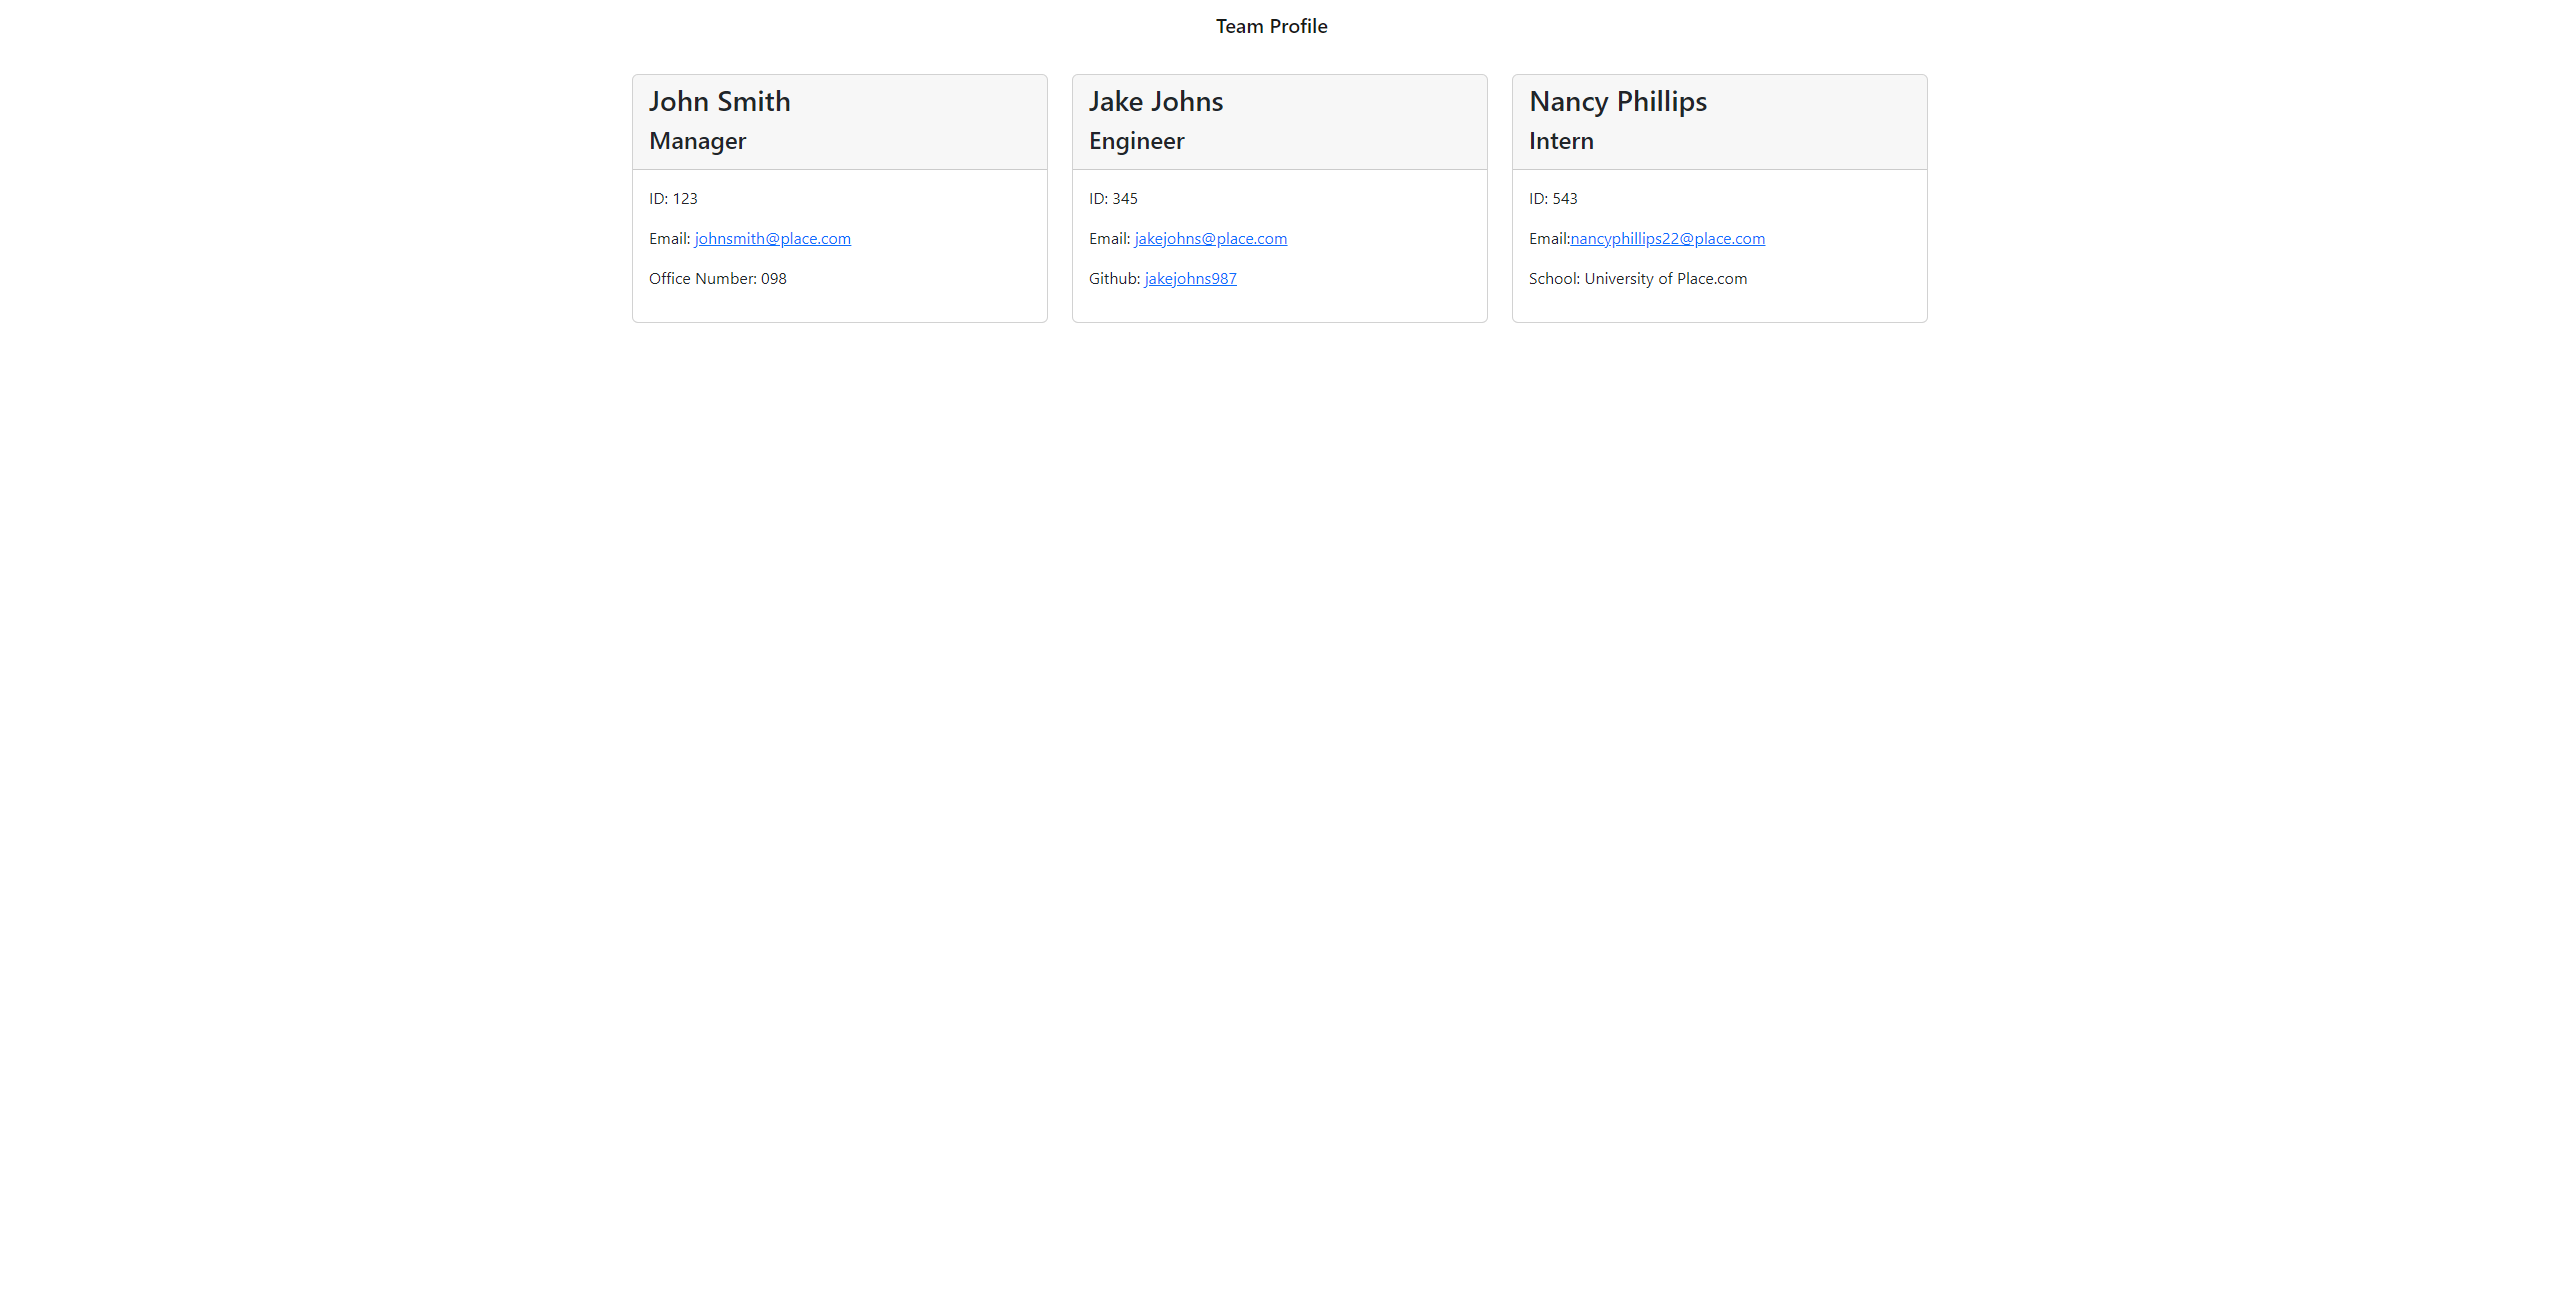 Team Profile
John Smith
Manager
ID: 123
Email: johnsmith@place.com
Office Number: 098
Jake Johns
Engineer
ID: 345
Email: jakejohns@place.com
Github: jakejohns987
Nancy Phillips
Intern
ID: 543
Email:nancyphillips22@place.com
School: University of Place.com